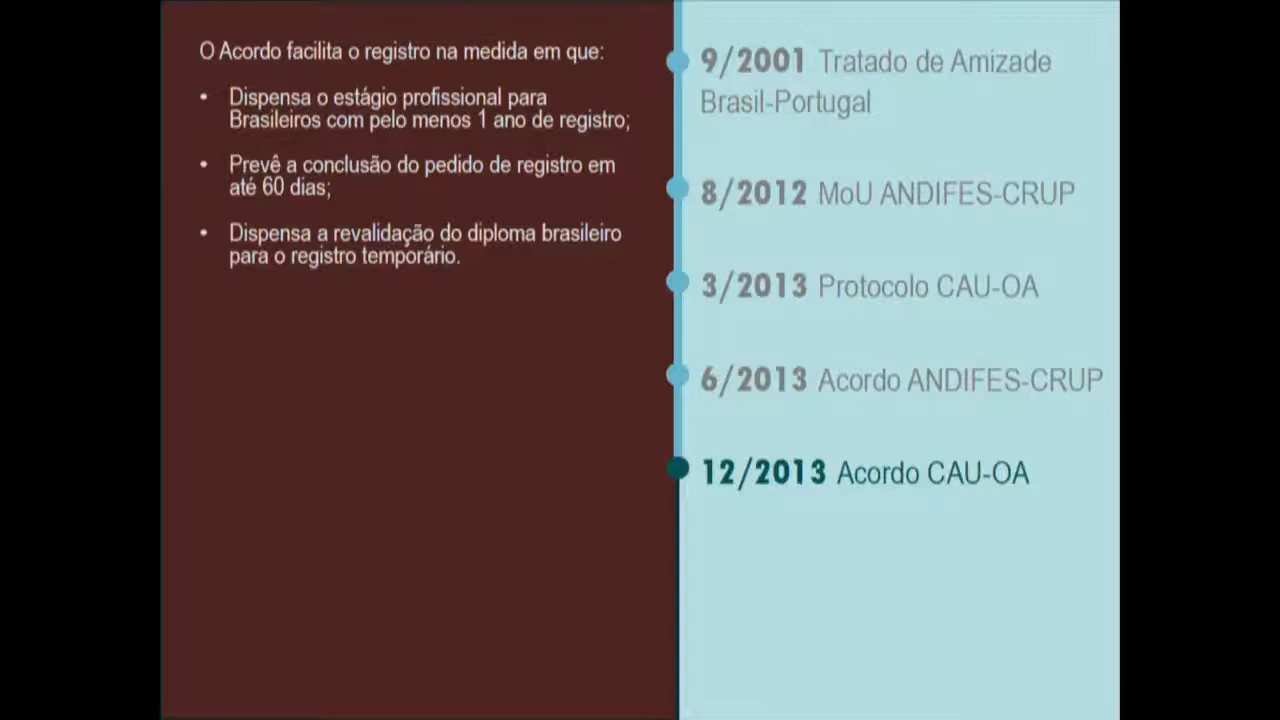 O Acordo facilita o registro na medida em que:
• Dispensa o estágio profissional para
Brasileiros com pelo menos 1 ano de registro;
• Prevê a conclusão do pedido de registro em
até 60 dias;
• Dispensa a revalidação do diploma brasileiro
para o registro temporário.
9/2001 Tratado de Amizade
Brasil-Portugal
8/2012 MoU ANDIFES-CRUP
3/2013 Protocolo CAU-OA
6/2013 Acordo ANDIFES-CRUP
12/2013 Acordo CAU-OA